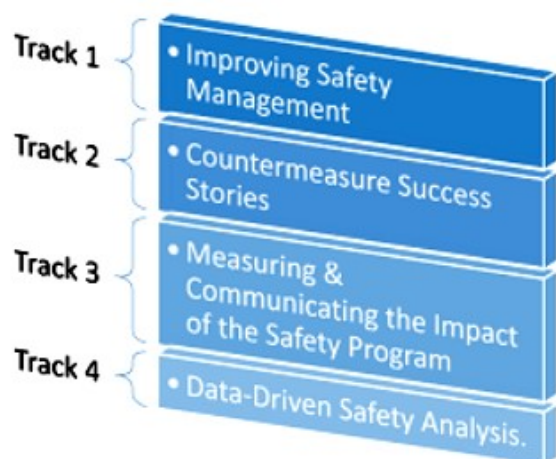 Track 1
• Improving Safety
Management
Track 2
• Countermeasure Success
Stories
Track 3
• Measuring &
Communicating the Impact
of the Safety Program
Track 4
• Data-Driven Safety Analysis.